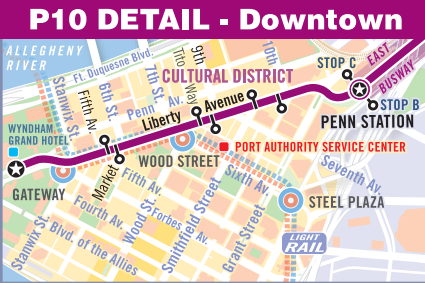 P10 DETAIL - Downtown
ALLEGHENY
RIVER
Ft. Duquesne Blvd.
9th
Tito Way
STOP C
EAST
BUSWAY
CULTURAL DISTRICT
Stanwix St.
Fifth Av.
6th St.
7th St.
Penn Av.
Liberty Avenue
STOP B
PENN STATION
WYNDHAM
GRAND HOTEL
WOOD STREET
PORT AUTHORITY SERVICE CENTER
GATEWAY
Market
Fifth Av.
Sixth Av.
Seventh Av.
Fourth Av.
Wood St.
Forbes Av.
Smithfield Street
Grant Street
STEEL PLAZA
Stanwix St.
Blvd. of the Allies
LIGHT
RAIL